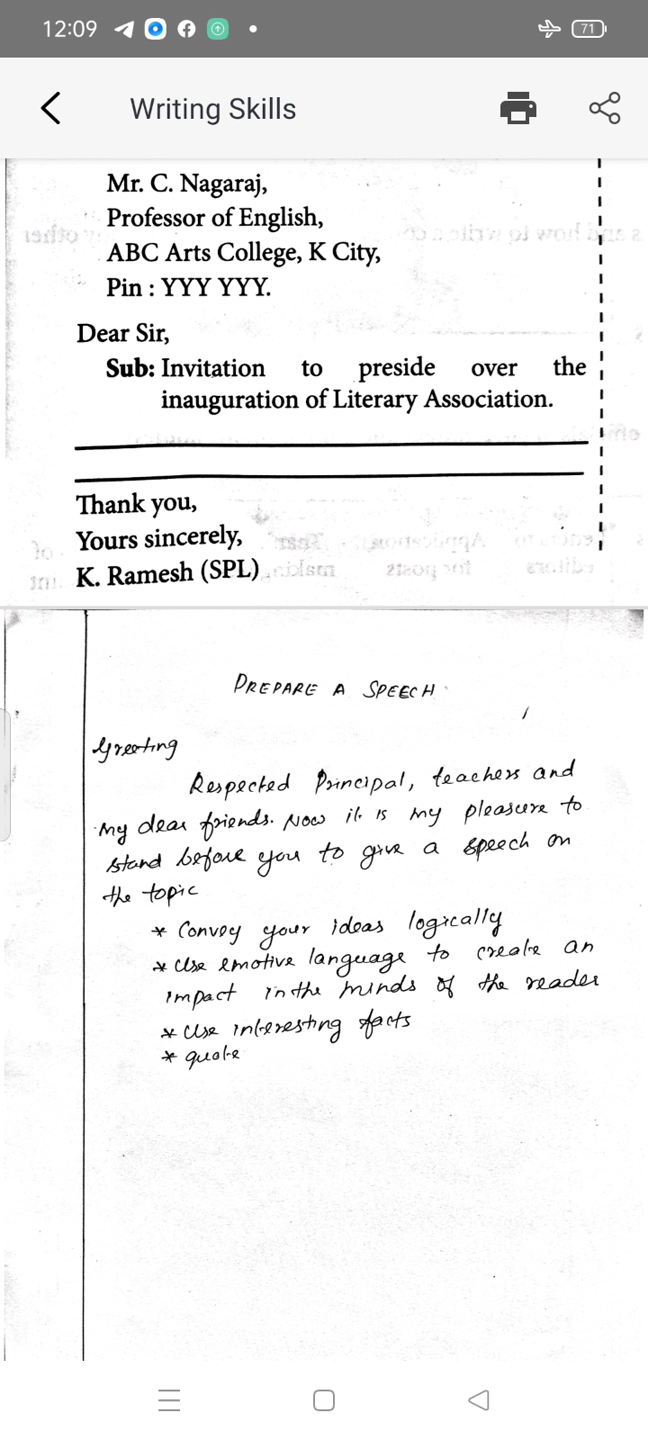 12:09
71
Writing Skills
Mr. C. Nagaraj,
Professor of English,
ABC Arts College, K City,
Pin : YYY YYY.
Dear Sir,
Sub: Invitation to preside over the
inauguration of Literary Association.
Thank you,
Yours sincerely,
K. Ramesh (SPL)
PREPARE A SPEECH
Greeting
Respected Principal, teachers and
my dear friends. Now it is my pleasure to
stand before you to give a speech on
the topic
* Convey your ideas logically
* Use emotive language to create an
impact in the minds of the reader
* Use interesting facts
* quote